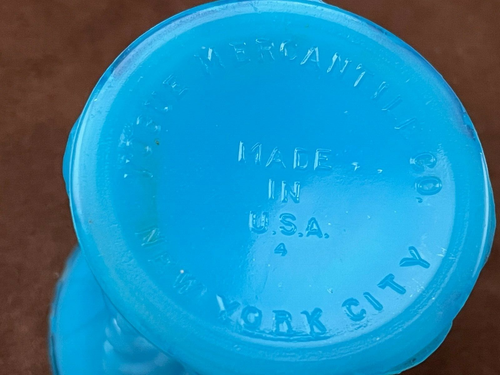 MERCANTILE CO.
MADE
IN
U.S.A.
4
NEW YORK CITY